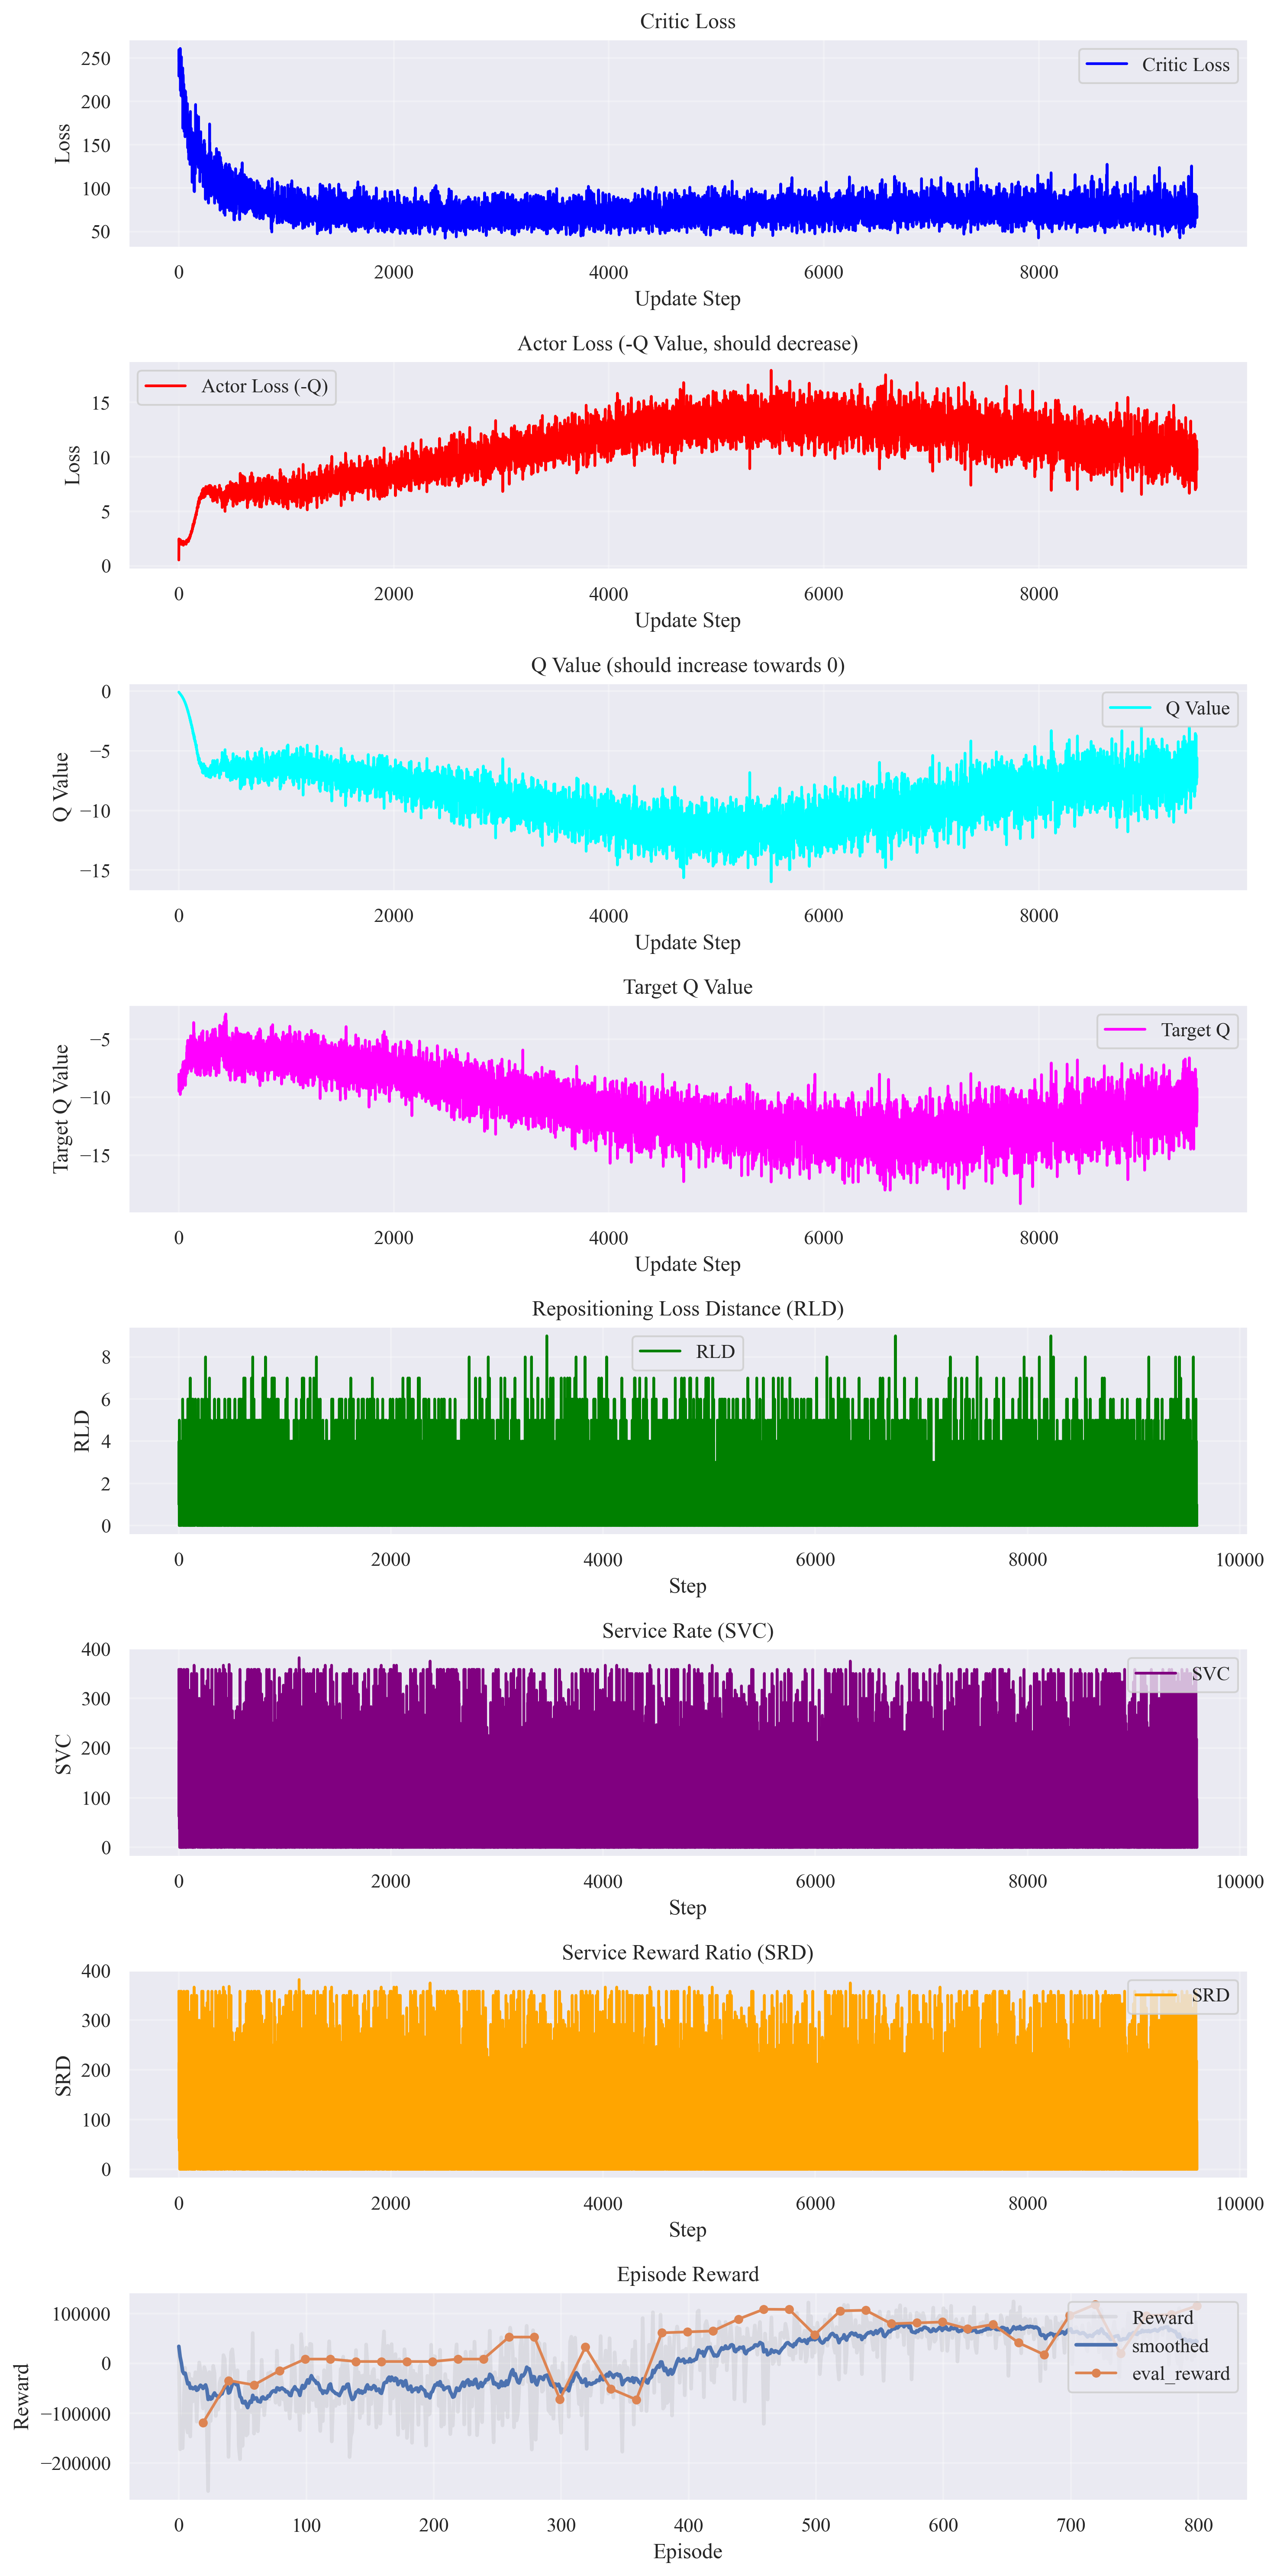 Critic Loss
250
200
150
100
50
Loss
Critic Loss
0 2000 4000 6000 8000
Update Step
Actor Loss (-Q Value, should decrease)
15
10
5
0
Loss
Actor Loss (-Q)
0 2000 4000 6000 8000
Update Step
Q Value (should increase towards 0)
0
−5
−10
−15
Q Value
Q Value
0 2000 4000 6000 8000
Update Step
Target Q Value
−5
−10
−15
Target Q Value
Target Q
0 2000 4000 6000 8000
Update Step
Repositioning Loss Distance (RLD)
8
6
4
2
0
RLD
RLD
0 2000 4000 6000 8000 10000
Step
Service Rate (SVC)
400
300
200
100
0
SVC
SVC
0 2000 4000 6000 8000 10000
Step
Service Reward Ratio (SRD)
400
300
200
100
0
SRD
SRD
0 2000 4000 6000 8000 10000
Step
Episode Reward
100000
0
−100000
−200000
Reward
Reward
smoothed
eval_reward
0 100 200 300 400 500 600 700 800
Episode